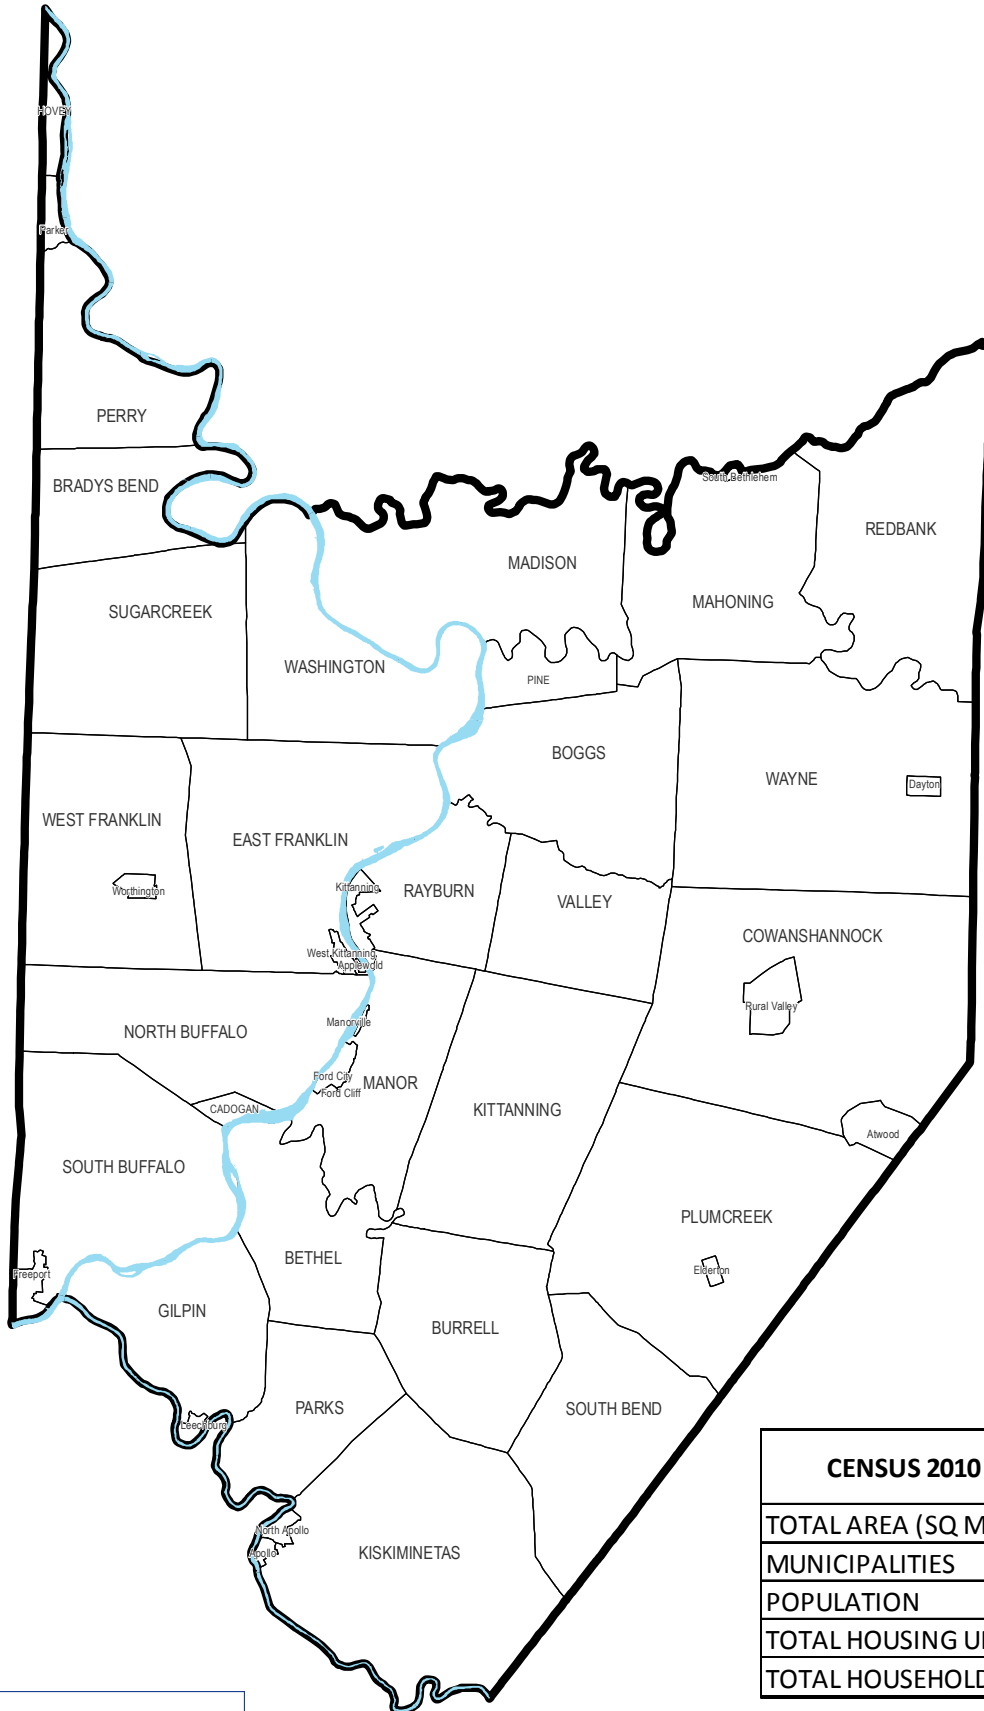 HOVEY
Parker
PERRY
BRADYS BEND
South Bethlehem
REDBANK
MADISON
MAHONING
SUGARCREEK
WASHINGTON
PINE
BOGGS
WAYNE
Dayton
WEST FRANKLIN
EAST FRANKLIN
Worthington
Kittanning
RAYBURN
VALLEY
COWANSHANNOCK
West Kittanning
Applewold
Rural Valley
Manorville
NORTH BUFFALO
Ford City
MANOR
Ford Cliff
CADOGAN
KITTANNING
Atwood
SOUTH BUFFALO
PLUMCREEK
BETHEL
Elderton
Freeport
GILPIN
BURRELL
PARKS
SOUTH BEND
Leechburg
North Apollo
Apollo
KISKIMINETAS
CENSUS 2010
TOTAL AREA (SQ M
MUNICIPALITIES
POPULATION
TOTAL HOUSING U
TOTAL HOUSEHOLD